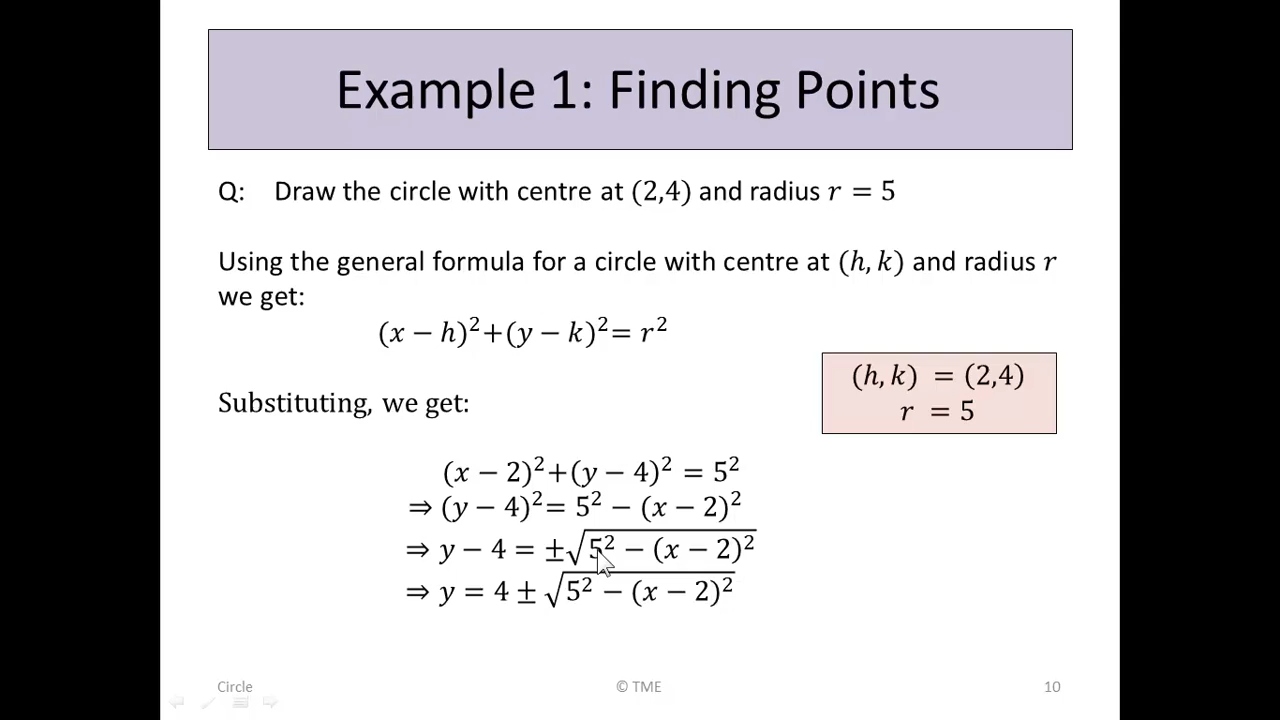 Example 1: Finding Points
Q: Draw the circle with centre at (2,4) and radius r = 5
Using the general formula for a circle with centre at (h, k) and radius r
we get:
(x − h)²+(y − k)²= r²
(h, k) = (2,4)
r = 5
Substituting, we get:
(x − 2)²+(y − 4)² = 5²
⇒ (y − 4)²= 5² − (x − 2)²
⇒ y − 4 = ±√(5² − (x − 2)²)
⇒ y = 4 ± √(5² − (x − 2)²)
Circle © TME 10